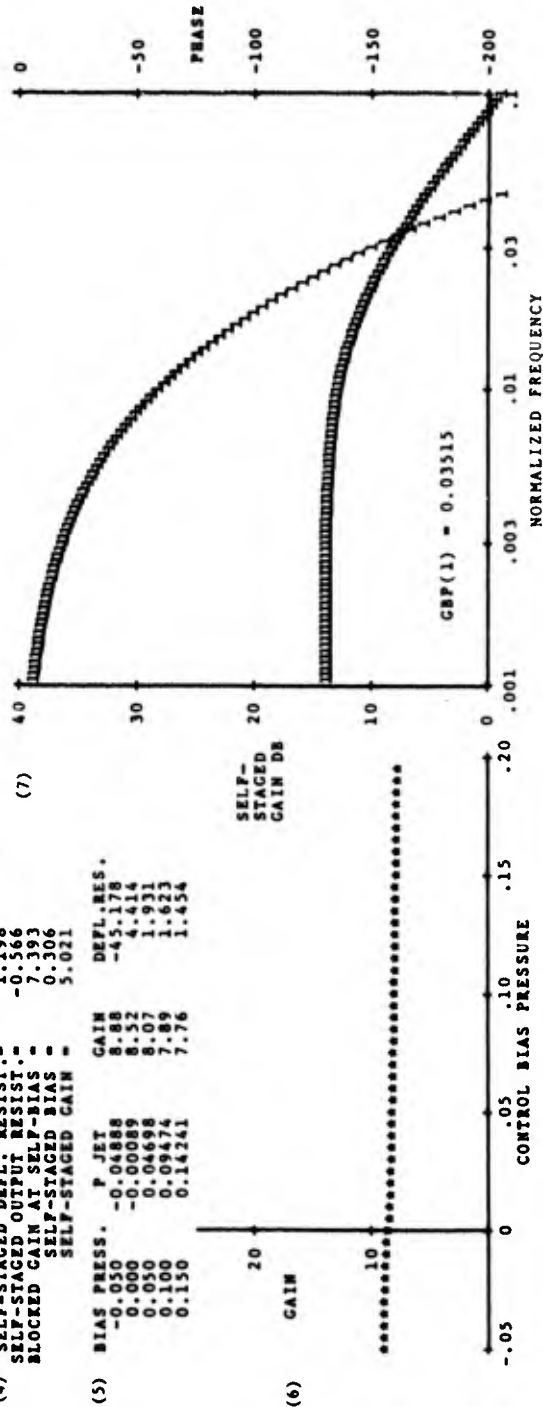 (4) SELF-STAGED DEFL. RESIST.= 1.198
SELF-STAGED OUTPUT RESIST.= -0.566
BLOCKED GAIN AT SELF-BIAS = 7.393
SELF-STAGED BIAS = 0.306
SELF-STAGED GAIN = 5.021
(5) BIAS PRESS. P JET GAIN DEFL.RES.
-0.050 -0.04888 8.88 -45.178
0.000 -0.00089 8.52 4.414
0.050 0.04698 8.07 1.931
0.100 0.09474 7.89 1.623
0.150 0.14241 7.76 1.454
(6)
GAIN
20
10
-.05 0 .05 .10 .15 .20
CONTROL BIAS PRESSURE
(7)
SELF-
STAGED
GAIN DB
40
30
20
10
0
0
-50
-100
-150
-200
PHASE
GBP(1) = 0.03515
.001 .003 .01 .03 .1
NORMALIZED FREQUENCY